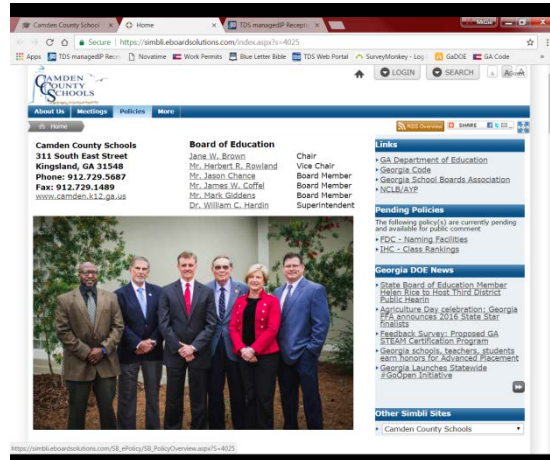 Camden County School
Home
TDS managedIP Recept
Secure
https://simbli.eboardsolutions.com/index.aspx?s=4025
Apps
TDS managedIP Rece
Novatime
Work Permits
Blue Letter Bible
TDS Web Portal
SurveyMonkey - Log
GaDOE
GA Code
CAMDEN
COUNTY
SCHOOLS
LOGIN
SEARCH
About Us Meetings Policies More
Home
RSS Overview
SHARE
Camden County Schools
311 South East Street
Kingsland, GA 31548
Phone: 912.729.5687
Fax: 912.729.1489
www.camden.k12.ga.us
Board of Education
Jane W. Brown Chair
Mr. Herbert R. Rowland Vice Chair
Mr. Jason Chance Board Member
Mr. James W. Coffel Board Member
Mr. Mark Giddens Board Member
Dr. William C. Hardin Superintendent
Links
GA Department of Education
Georgia Code
Georgia School Boards Association
NCLB/AYP
Pending Policies
The following policy(s) are currently pending
and available for public comment
FDC - Naming Facilities
IHC - Class Rankings
Georgia DOE News
State Board of Education Member
Helen Rice to Host Third District
Public Hearin
Agriculture Day celebration: Georgia
FFA announces 2016 State Star
finalists
Feedback Survey: Proposed GA
STEAM Certification Program
Georgia schools, teachers, students
earn honors for Advanced Placement
Georgia Launches Statewide
#GoOpen Initiative
Other Simbli Sites
Camden County Schools
https://simbli.eboardsolutions.com/SB_ePolicy/SB_PolicyOverview.aspx?S=4025